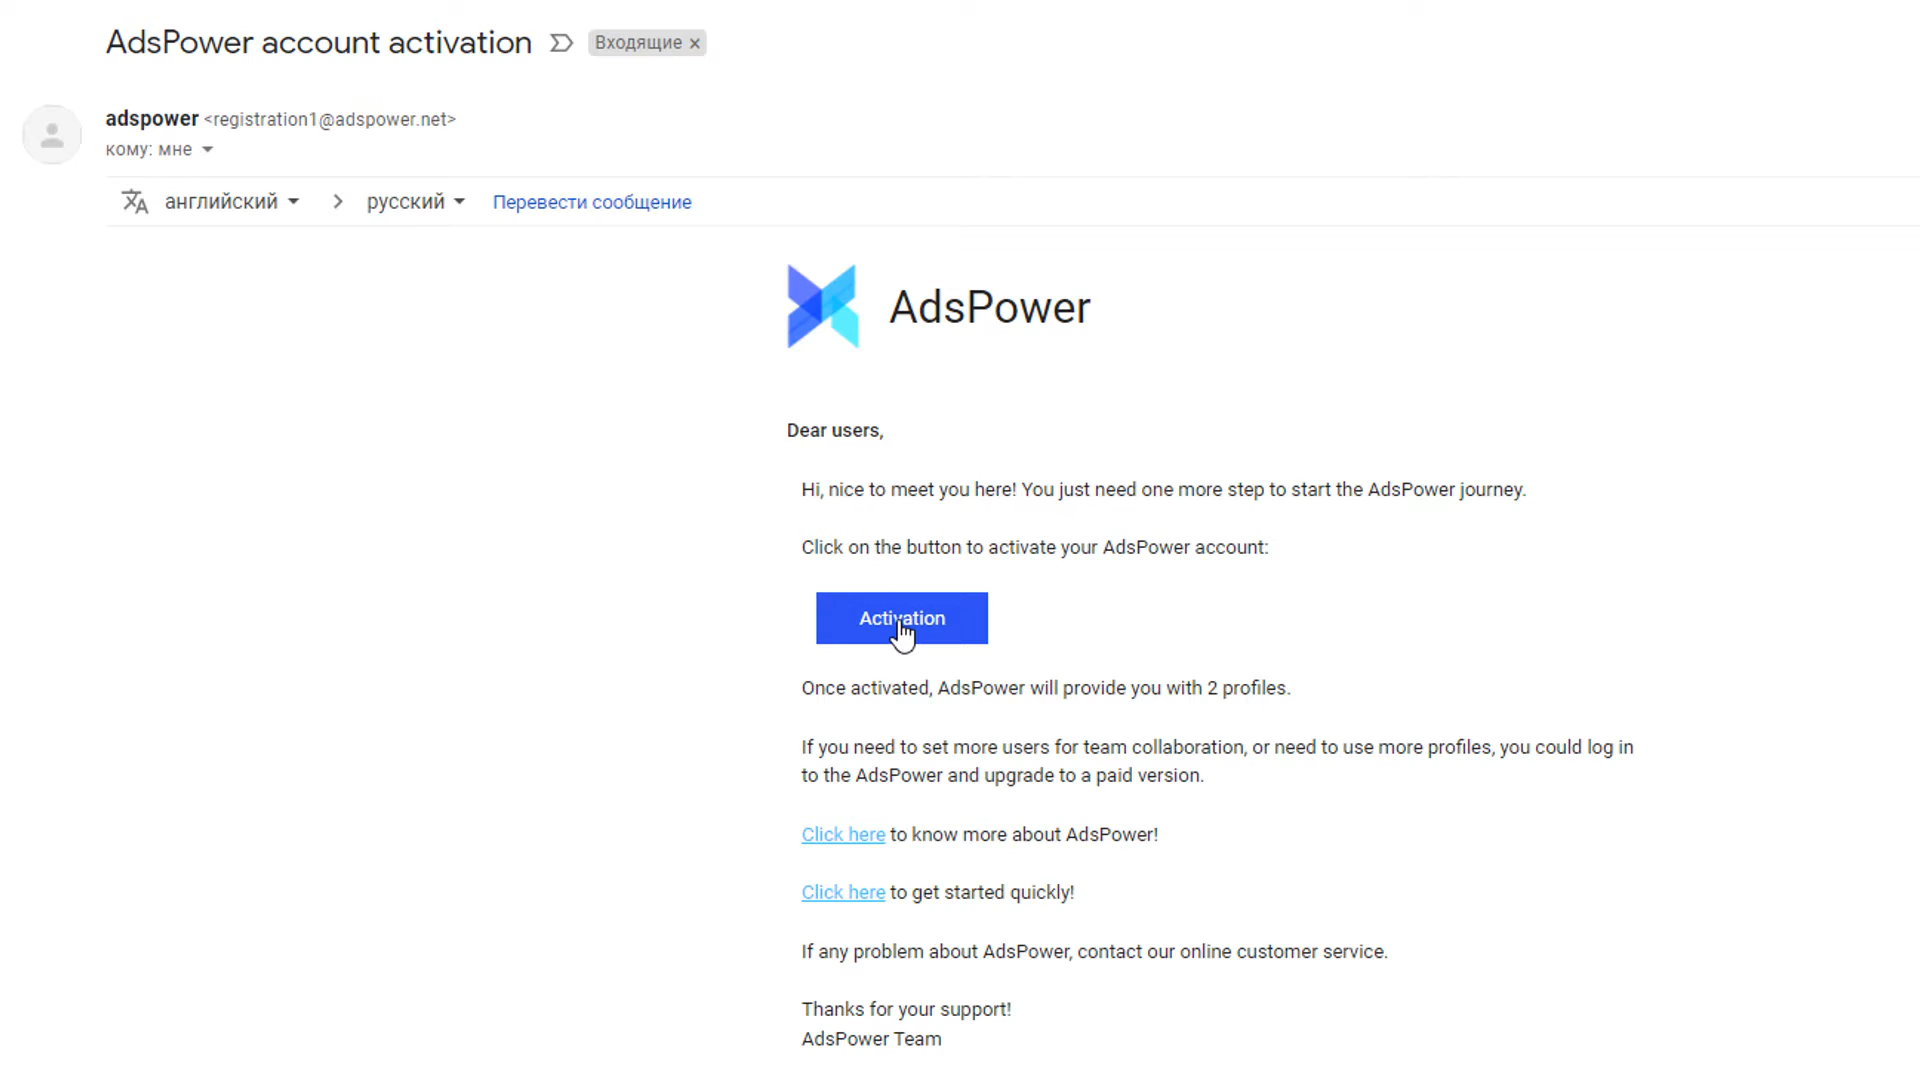 AdsPower account activation Входящие ×
adspower <registration1@adspower.net>
кому: мне
английский > русский Перевести сообщение
AdsPower
Dear users,
Hi, nice to meet you here! You just need one more step to start the AdsPower journey.
Click on the button to activate your AdsPower account:
Activation
Once activated, AdsPower will provide you with 2 profiles.
If you need to set more users for team collaboration, or need to use more profiles, you could log in
to the AdsPower and upgrade to a paid version.
Click here to know more about AdsPower!
Click here to get started quickly!
If any problem about AdsPower, contact our online customer service.
Thanks for your support!
AdsPower Team